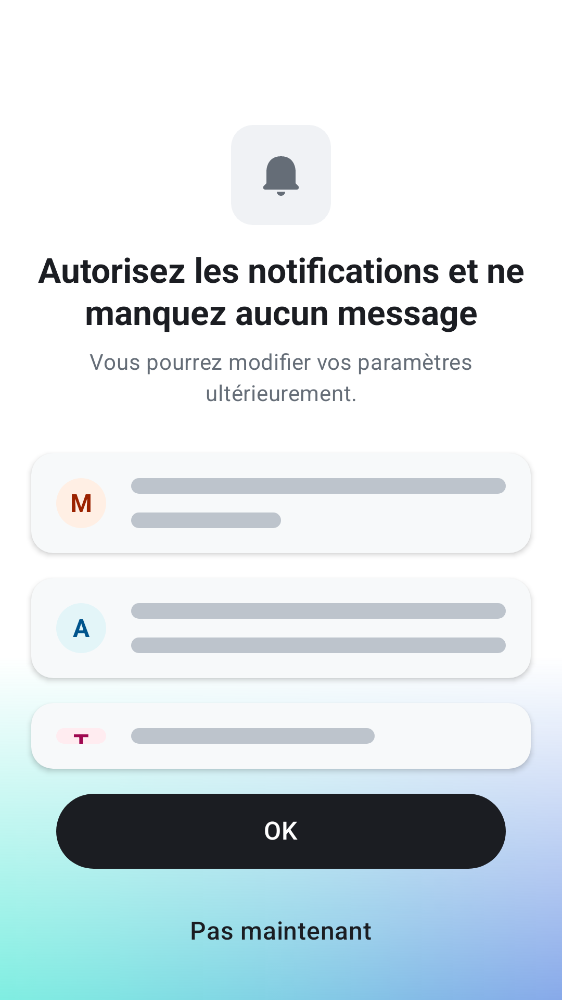 Autorisez les notifications et ne
manquez aucun message
Vous pourrez modifier vos paramètres
ultérieurement.
M
A
T
OK
Pas maintenant